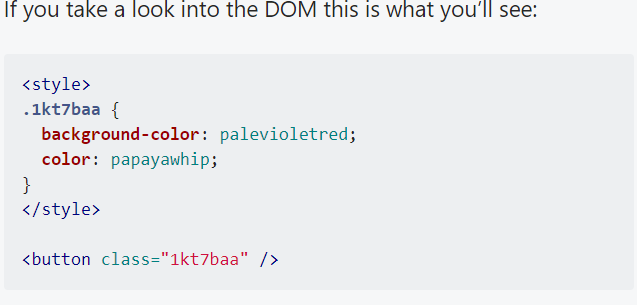 If you take a look into the DOM this is what you’ll see:
<style>
.1kt7baa {
  background-color: palevioletred;
  color: papayawhip;
}
</style>
<button class="1kt7baa" />